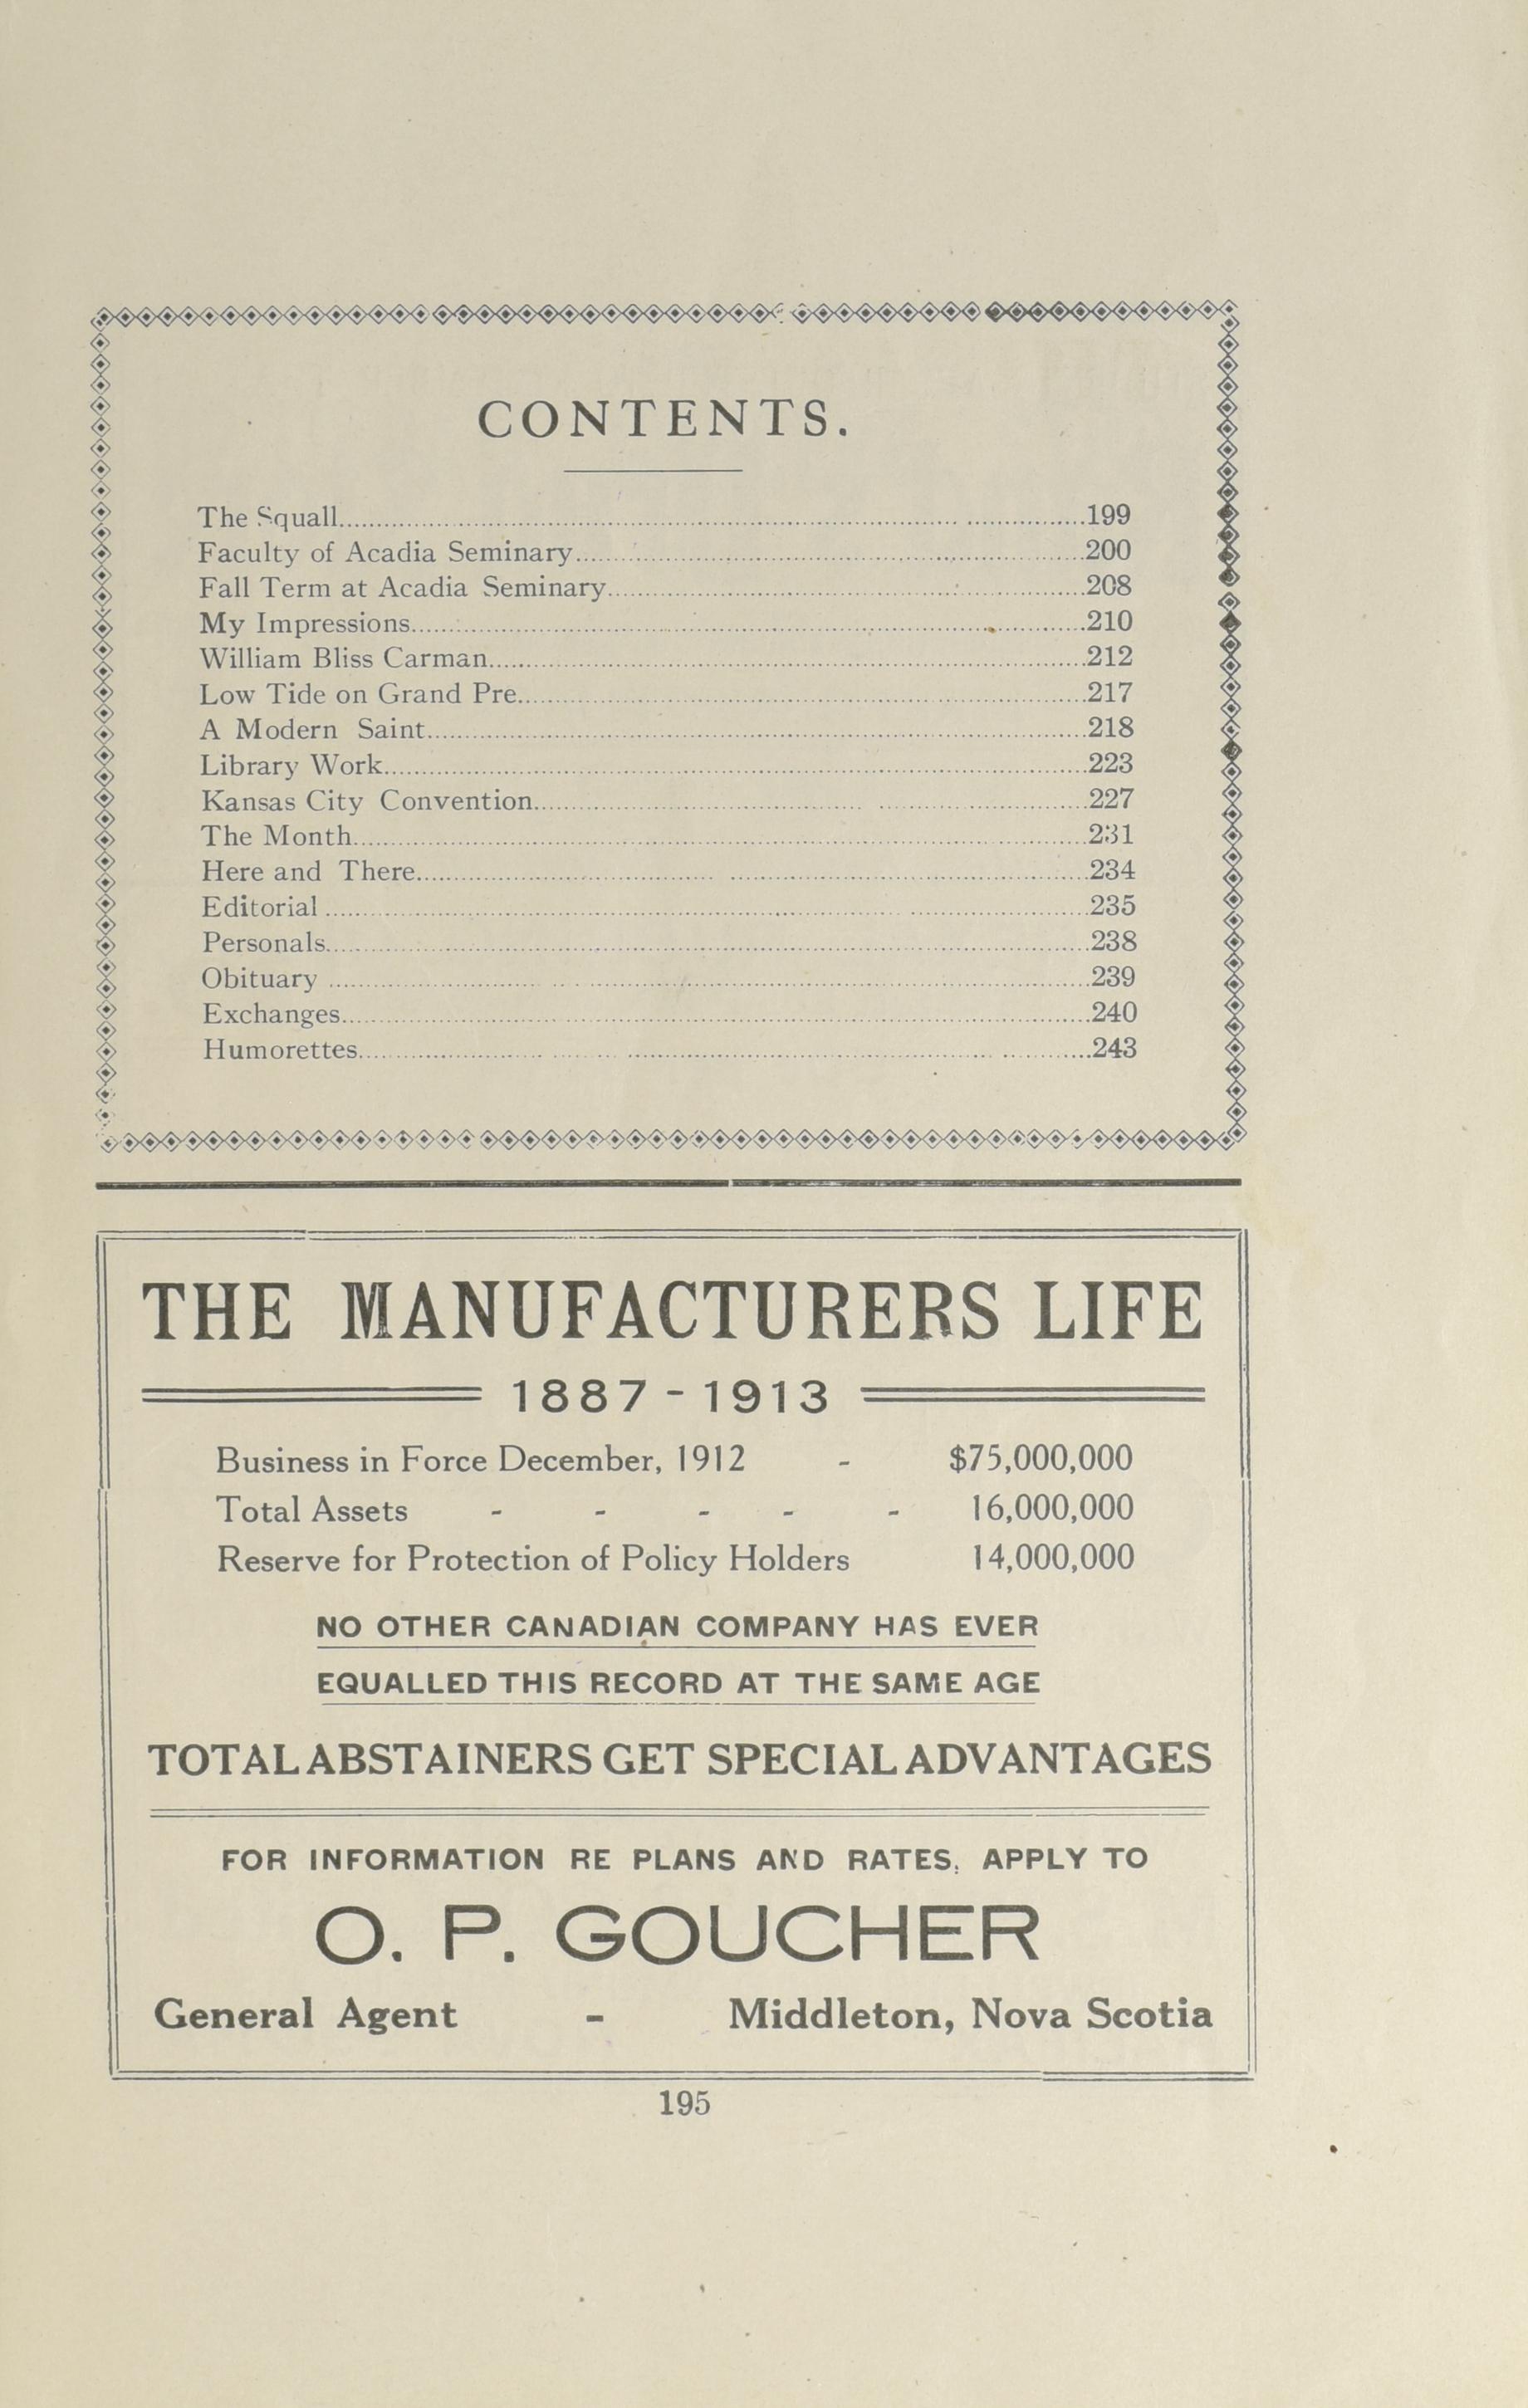 CONTENTS.
The Squall 199
Faculty of Acadia Seminary 200
Fall Term at Acadia Seminary 208
My Impressions 210
William Bliss Carman 212
Low Tide on Grand Pre 217
A Modern Saint 218
Library Work 223
Kansas City Convention 227
The Month 231
Here and There 234
Editorial 235
Personals 238
Obituary 239
Exchanges 240
Humorettes 243
THE MANUFACTURERS LIFE
1887 - 1913
Business in Force December, 1912 - $75,000,000
Total Assets - - - - - 16,000,000
Reserve for Protection of Policy Holders 14,000,000
NO OTHER CANADIAN COMPANY HAS EVER
EQUALLED THIS RECORD AT THE SAME AGE
TOTAL ABSTAINERS GET SPECIAL ADVANTAGES
FOR INFORMATION RE PLANS AND RATES, APPLY TO
O. P. GOUCHER
General Agent - Middleton, Nova Scotia
195